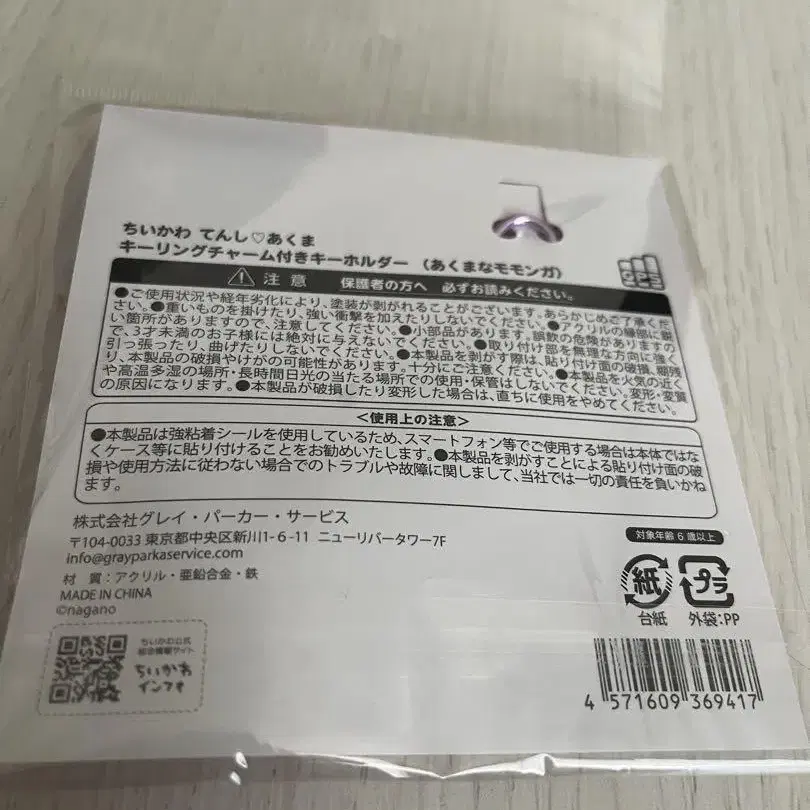 ちいかわ てんし♡あくま
キーリングチャーム付きキーホルダー （あくまなモモンガ）
GPS
注 意 保護者の方へ 必ずお読みください。
●ご使用状況や経年劣化により、塗装が剥がれることがございます。あらかじめご了承くだ
さい。●重いものを掛けたり、強い衝撃を加えたりしないでください。●アクリルの縁部に鋭
い箇所がありますので、注意してください。●小部品があります。誤飲の危険がありますの
で、3才未満のお子様には絶対に与えないでください。●取り付け部を無理な方向に強く
引っ張ったり、曲げたりしないでください。●本製品を剥がす際は、貼り付け面の破損、糊残
り、本製品の破損やけがの可能性があります。十分にご注意ください。●本製品を火気の近く
や高温多湿の場所・長時間日光の当たる場所での使用・保管はしないでください。変形・変質
の原因になります。●本製品が破損したり変形した場合は、直ちに使用をやめてください。
＜使用上の注意＞
●本製品は強粘着シールを使用しているため、スマートフォン等でご使用する場合は本体ではな
くケース等に貼り付けることをお勧めいたします。●本製品を剥がすことによる貼り付け面の破
損や使用方法に従わない場合でのトラブルや故障に関しまして、当社では一切の責任を負いかね
ます。
株式会社グレイ・パーカー・サービス
〒104-0033 東京都中央区新川1-6-11 ニューリバータワー7F
info@grayparkaservice.com
材 質：アクリル・亜鉛合金・鉄
MADE IN CHINA
©nagano
対象年齢6歳以上
紙
プラ
台紙
外袋:PP
ちいかわ公式
総合情報サイト
ちいかわ
インフォ
4 571609 369417